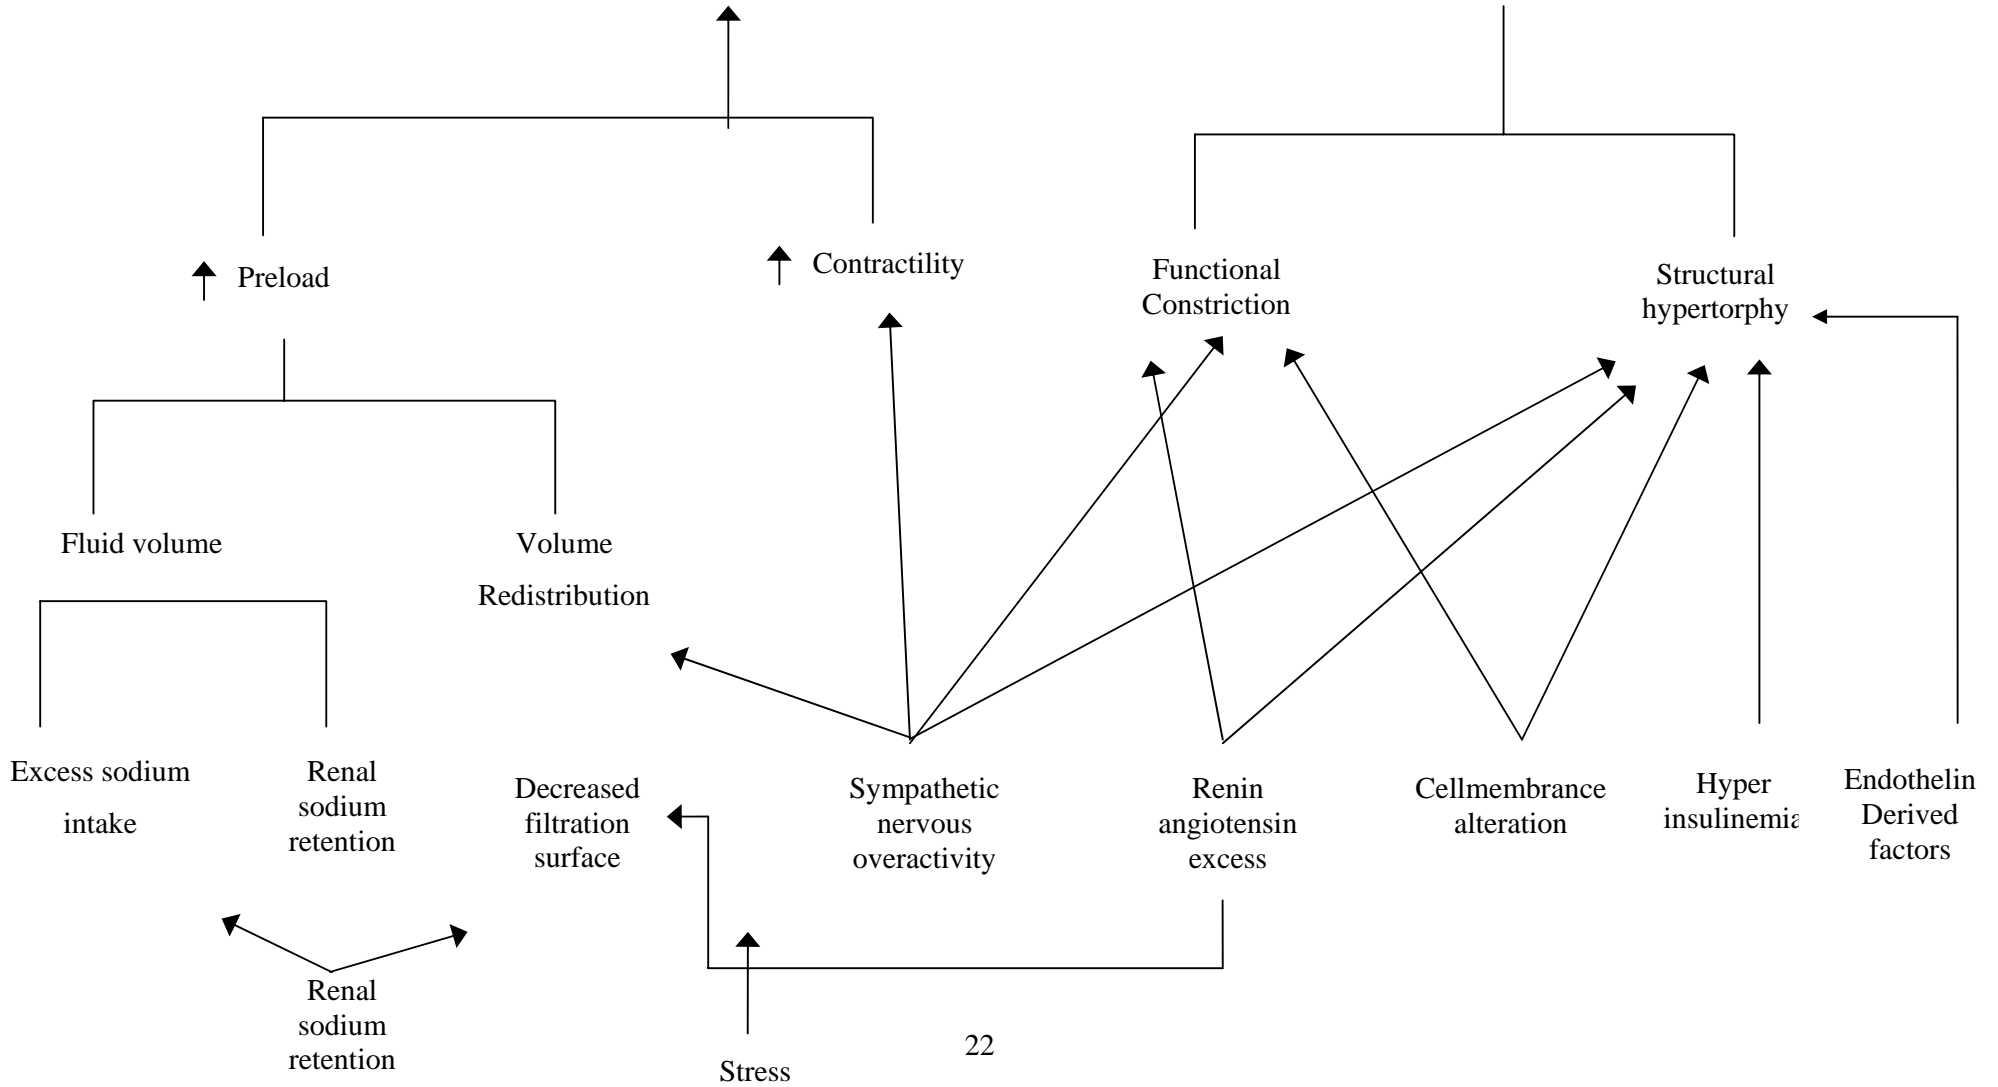 Preload
Contractility
Functional
Constriction
Structural
hypertorphy
Fluid volume
Volume
Redistribution
Excess sodium
intake
Renal
sodium
retention
Decreased
filtration
surface
Sympathetic
nervous
overactivity
Renin
angiotensin
excess
Cellmembrance
alteration
Hyper
insulinemia
Endothelin
Derived
factors
Renal
sodium
retention
Stress
22